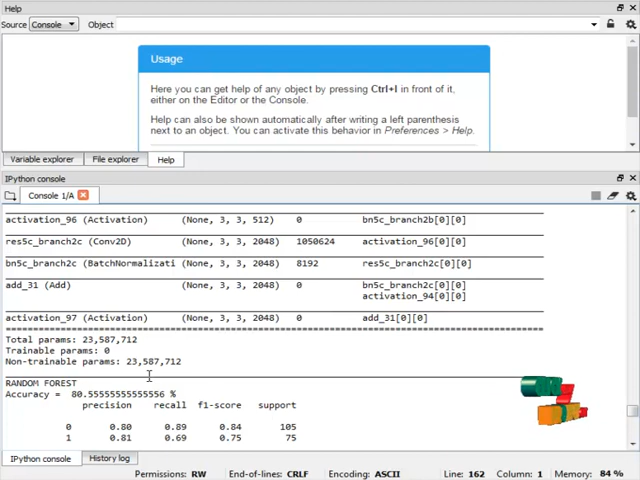 Help
Source Console Object
Usage
Here you can get help of any object by pressing Ctrl+I in front of it,
either on the Editor or the Console.
Help can also be shown automatically after writing a left parenthesis
next to an object. You can activate this behavior in Preferences > Help.
Variable explorer File explorer Help
IPython console
Console 1/A
activation_96 (Activation) (None, 3, 3, 512) 0 bn5c_branch2b[0][0]
res5c_branch2c (Conv2D) (None, 3, 3, 2048) 1050624 activation_96[0][0]
bn5c_branch2c (BatchNormalizati (None, 3, 3, 2048) 8192 res5c_branch2c[0][0]
add_31 (Add) (None, 3, 3, 2048) 0 bn5c_branch2c[0][0]
activation_94[0][0]
activation_97 (Activation) (None, 3, 3, 2048) 0 add_31[0][0]
Total params: 23,587,712
Trainable params: 0
Non-trainable params: 23,587,712
RANDOM FOREST
Accuracy = 80.55555555555556 %
precision recall f1-score support
0 0.80 0.89 0.84 105
1 0.81 0.69 0.75 75
IPython console History log
Permissions: RW End-of-lines: CRLF Encoding: ASCII Line: 162 Column: 1 Memory: 84 %